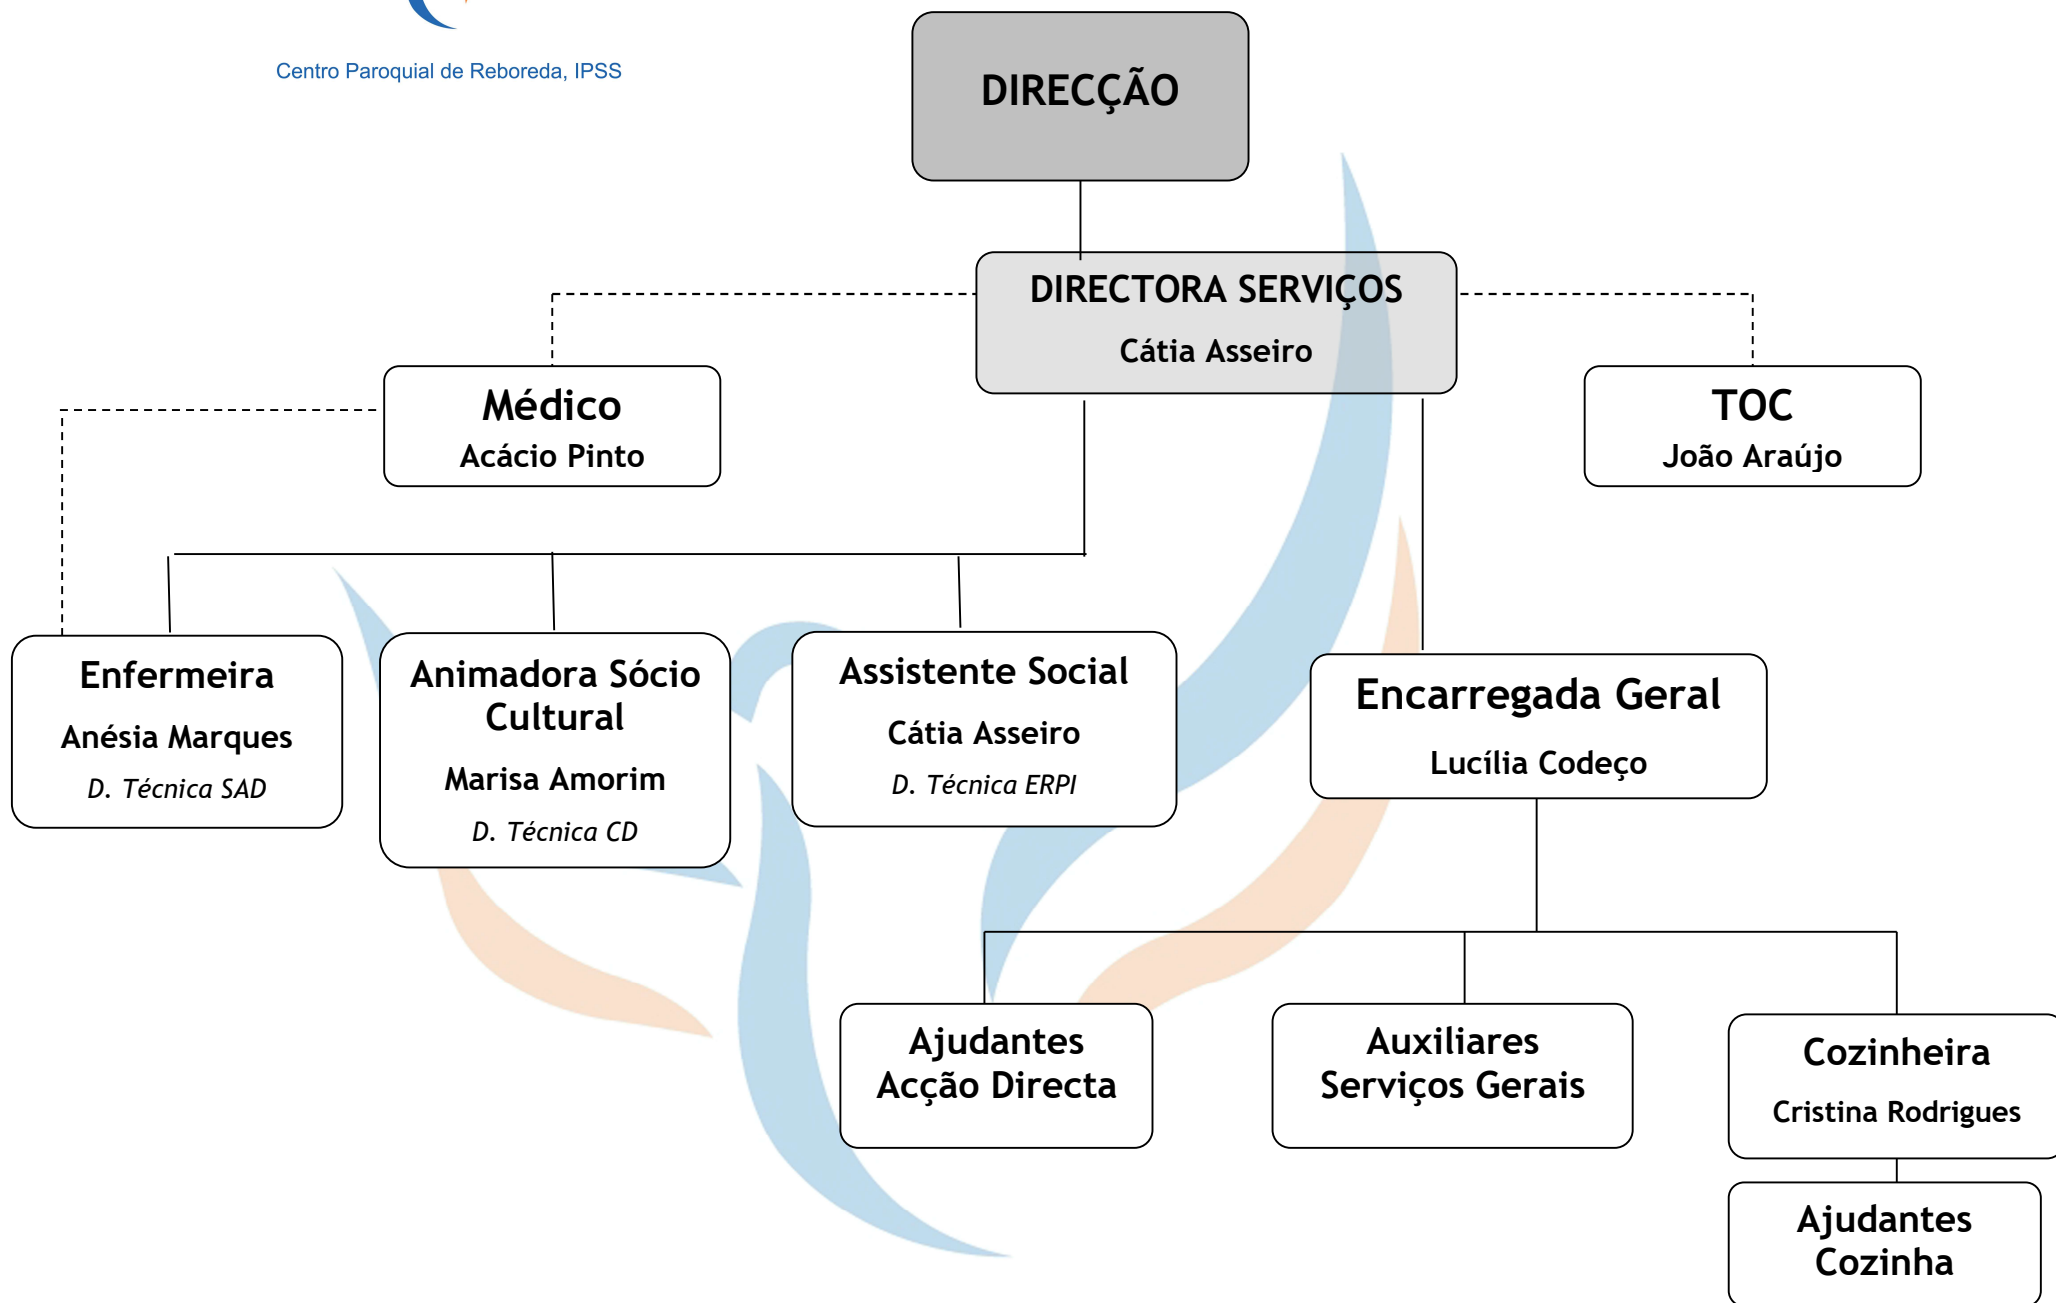 Centro Paroquial de Reboreda, IPSS
DIRECÇÃO
DIRECTORA SERVIÇOS
Cátia Asseiro
Médico
Acácio Pinto
TOC
João Araújo
Enfermeira
Anésia Marques
D. Técnica SAD
Animadora Sócio
Cultural
Marisa Amorim
D. Técnica CD
Assistente Social
Cátia Asseiro
D. Técnica ERPI
Encarregada Geral
Lucília Codeço
Ajudantes
Acção Directa
Auxiliares
Serviços Gerais
Cozinheira
Cristina Rodrigues
Ajudantes
Cozinha